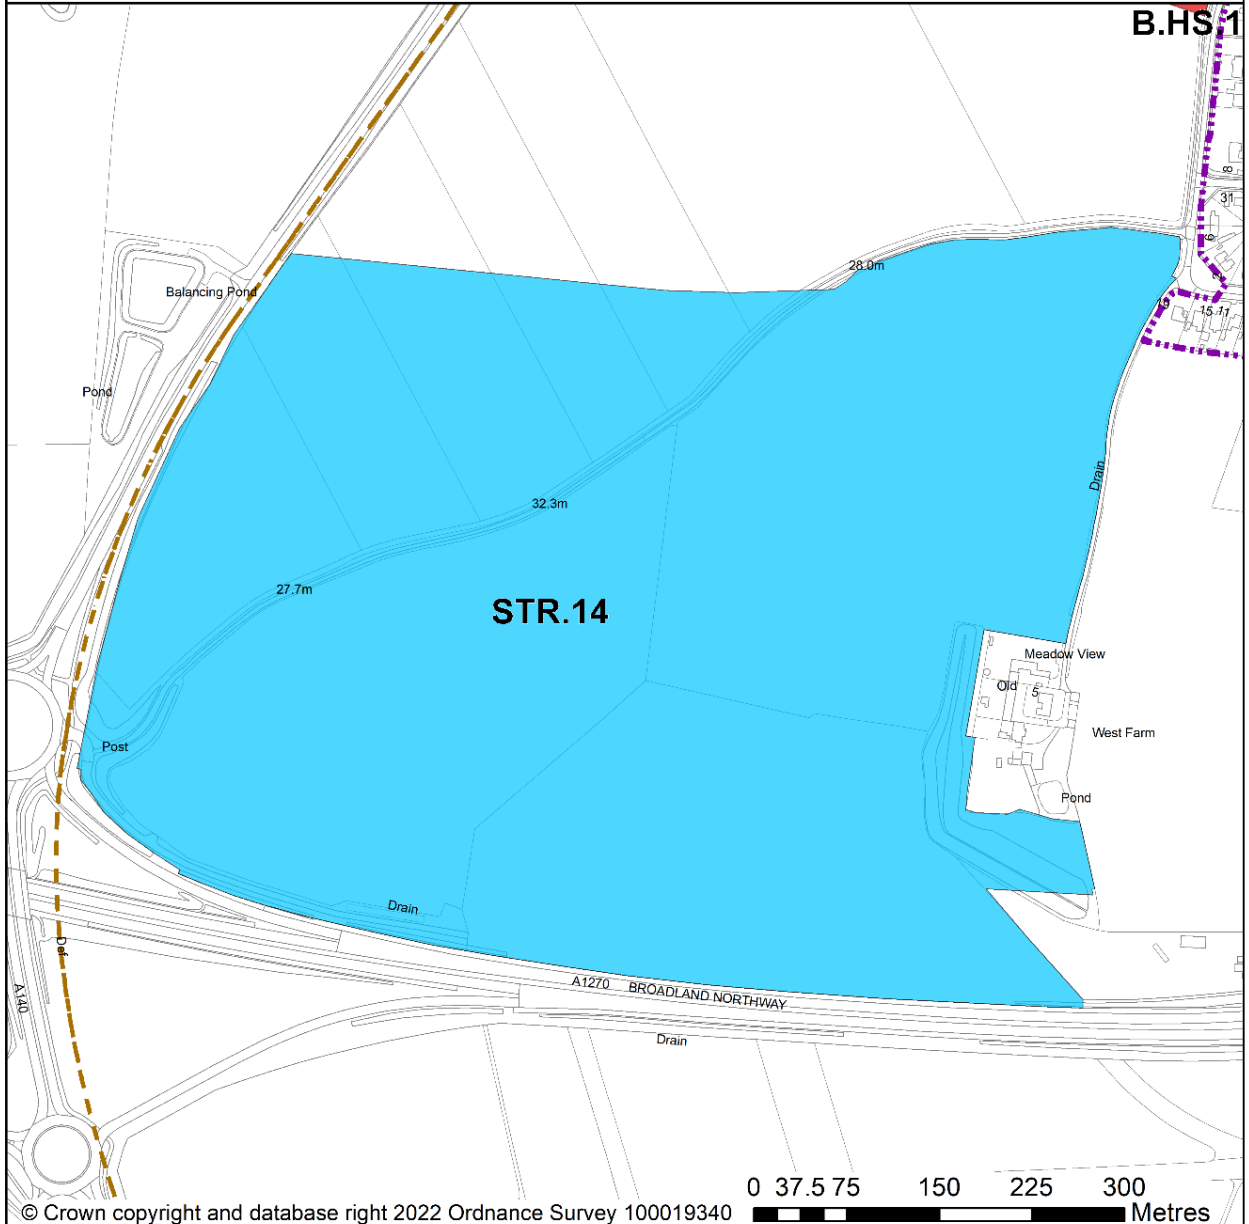 B.HS.1
8
31
6
2
19
15
11
28.0m
Balancing Pond
Pond
Drain
32.3m
27.7m
STR.14
Meadow View
Old
5
West Farm
Post
Pond
Drain
Def
A140
A1270 BROADLAND NORTHWAY
Drain
0 37.5 75 150 225 300
Metres
© Crown copyright and database right 2022 Ordnance Survey 100019340